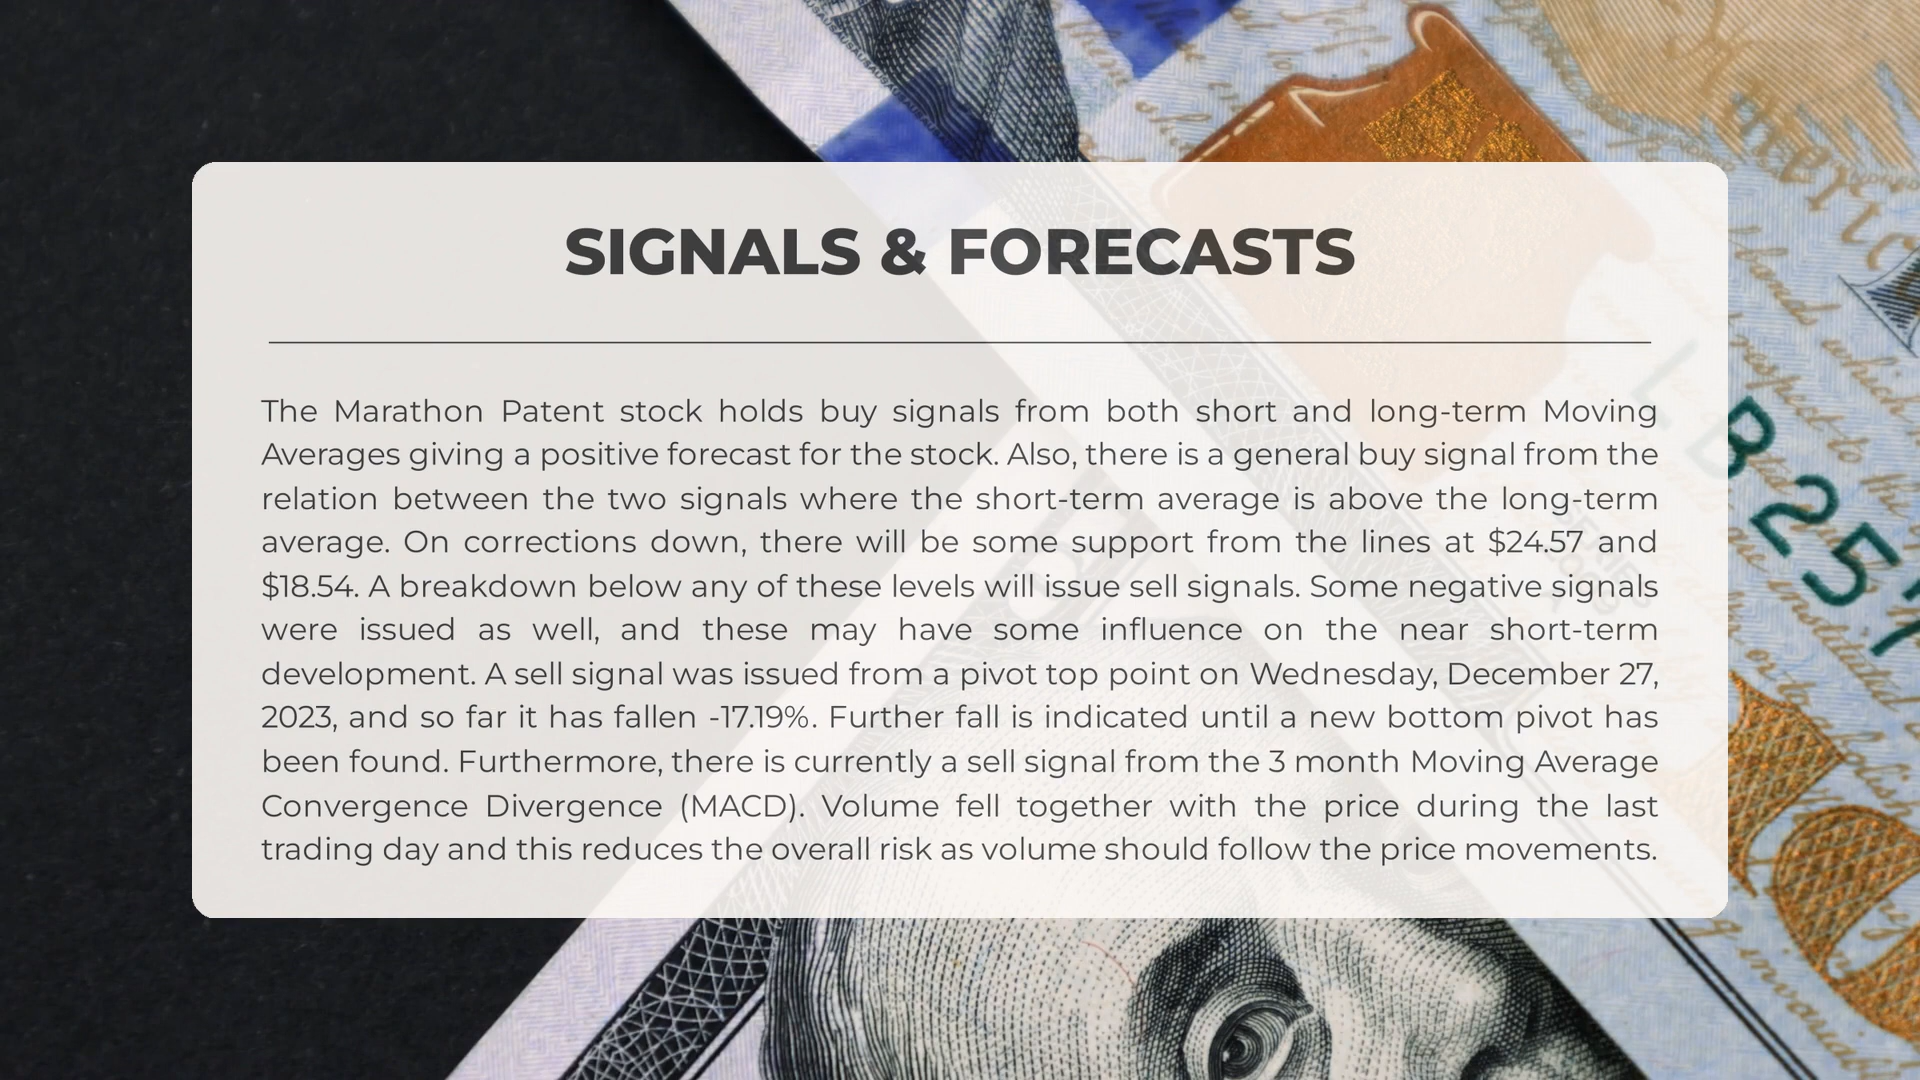 SIGNALS & FORECASTS
The Marathon Patent stock holds buy signals from both short and long-term Moving
Averages giving a positive forecast for the stock. Also, there is a general buy signal from the
relation between the two signals where the short-term average is above the long-term
average. On corrections down, there will be some support from the lines at $24.57 and
$18.54. A breakdown below any of these levels will issue sell signals. Some negative signals
were issued as well, and these may have some influence on the near short-term
development. A sell signal was issued from a pivot top point on Wednesday, December 27,
2023, and so far it has fallen -17.19%. Further fall is indicated until a new bottom pivot has
been found. Furthermore, there is currently a sell signal from the 3 month Moving Average
Convergence Divergence (MACD). Volume fell together with the price during the last
trading day and this reduces the overall risk as volume should follow the price movements.